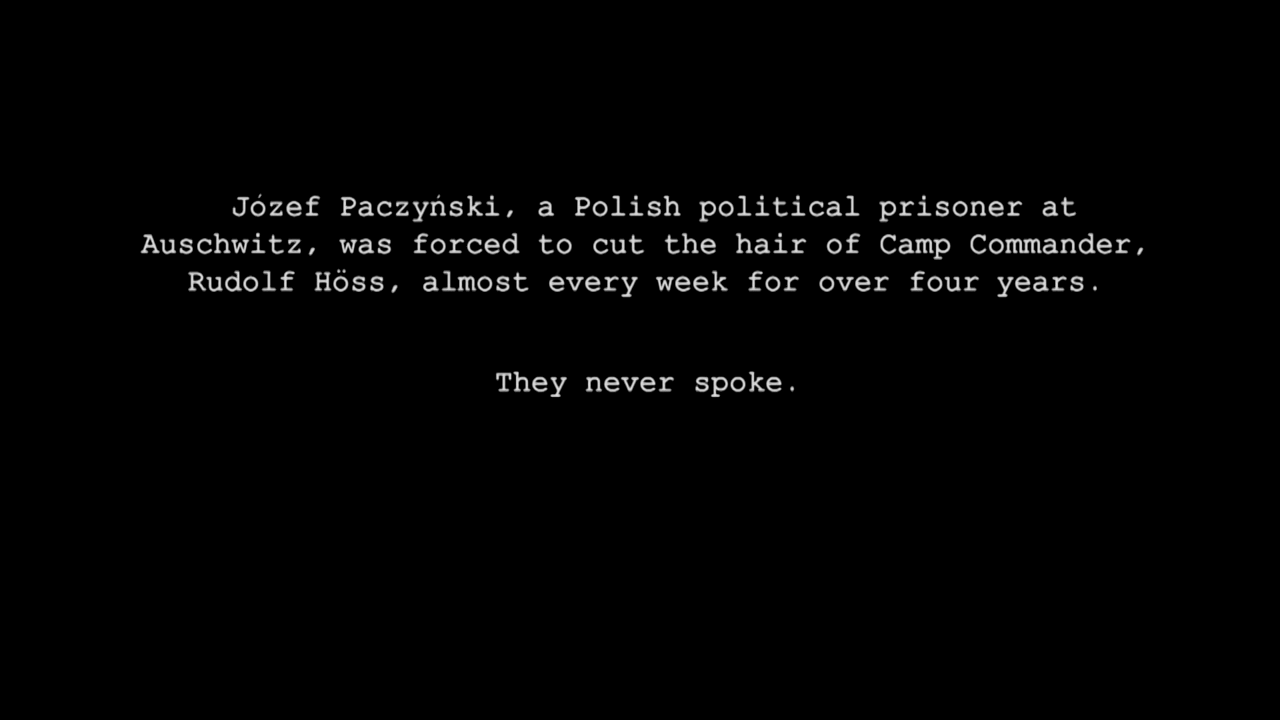 Józef Paczyński, a Polish political prisoner at
Auschwitz, was forced to cut the hair of Camp Commander,
Rudolf Höss, almost every week for over four years.
They never spoke.